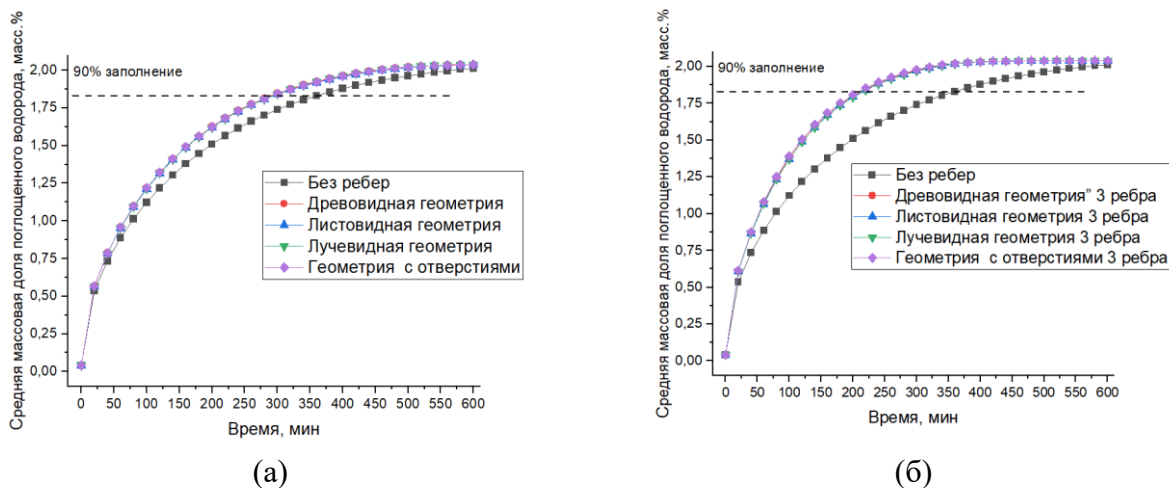 Средняя массовая доля поглощенного водорода, масс.%
2,00
1,75
1,50
1,25
1,00
0,75
0,50
0,25
0,00
90% заполнение
Без ребер
Древовидная геометрия
Листовидная геометрия
Лучевидная геометрия
Геометрия с отверстиями
0 50 100 150 200 250 300 350 400 450 500 550 600
Время, мин
(а)
Средняя массовая доля поглощенного водорода, масс.%
2,00
1,75
1,50
1,25
1,00
0,75
0,50
0,25
0,00
90% заполнение
Без ребер
Древовидная геометрия" 3 ребра
Листовидная геометрия 3 ребра
Лучевидная геометрия 3 ребра
Геометрия с отверстиями 3 ребра
0 50 100 150 200 250 300 350 400 450 500 550 600
Время, мин
(б)